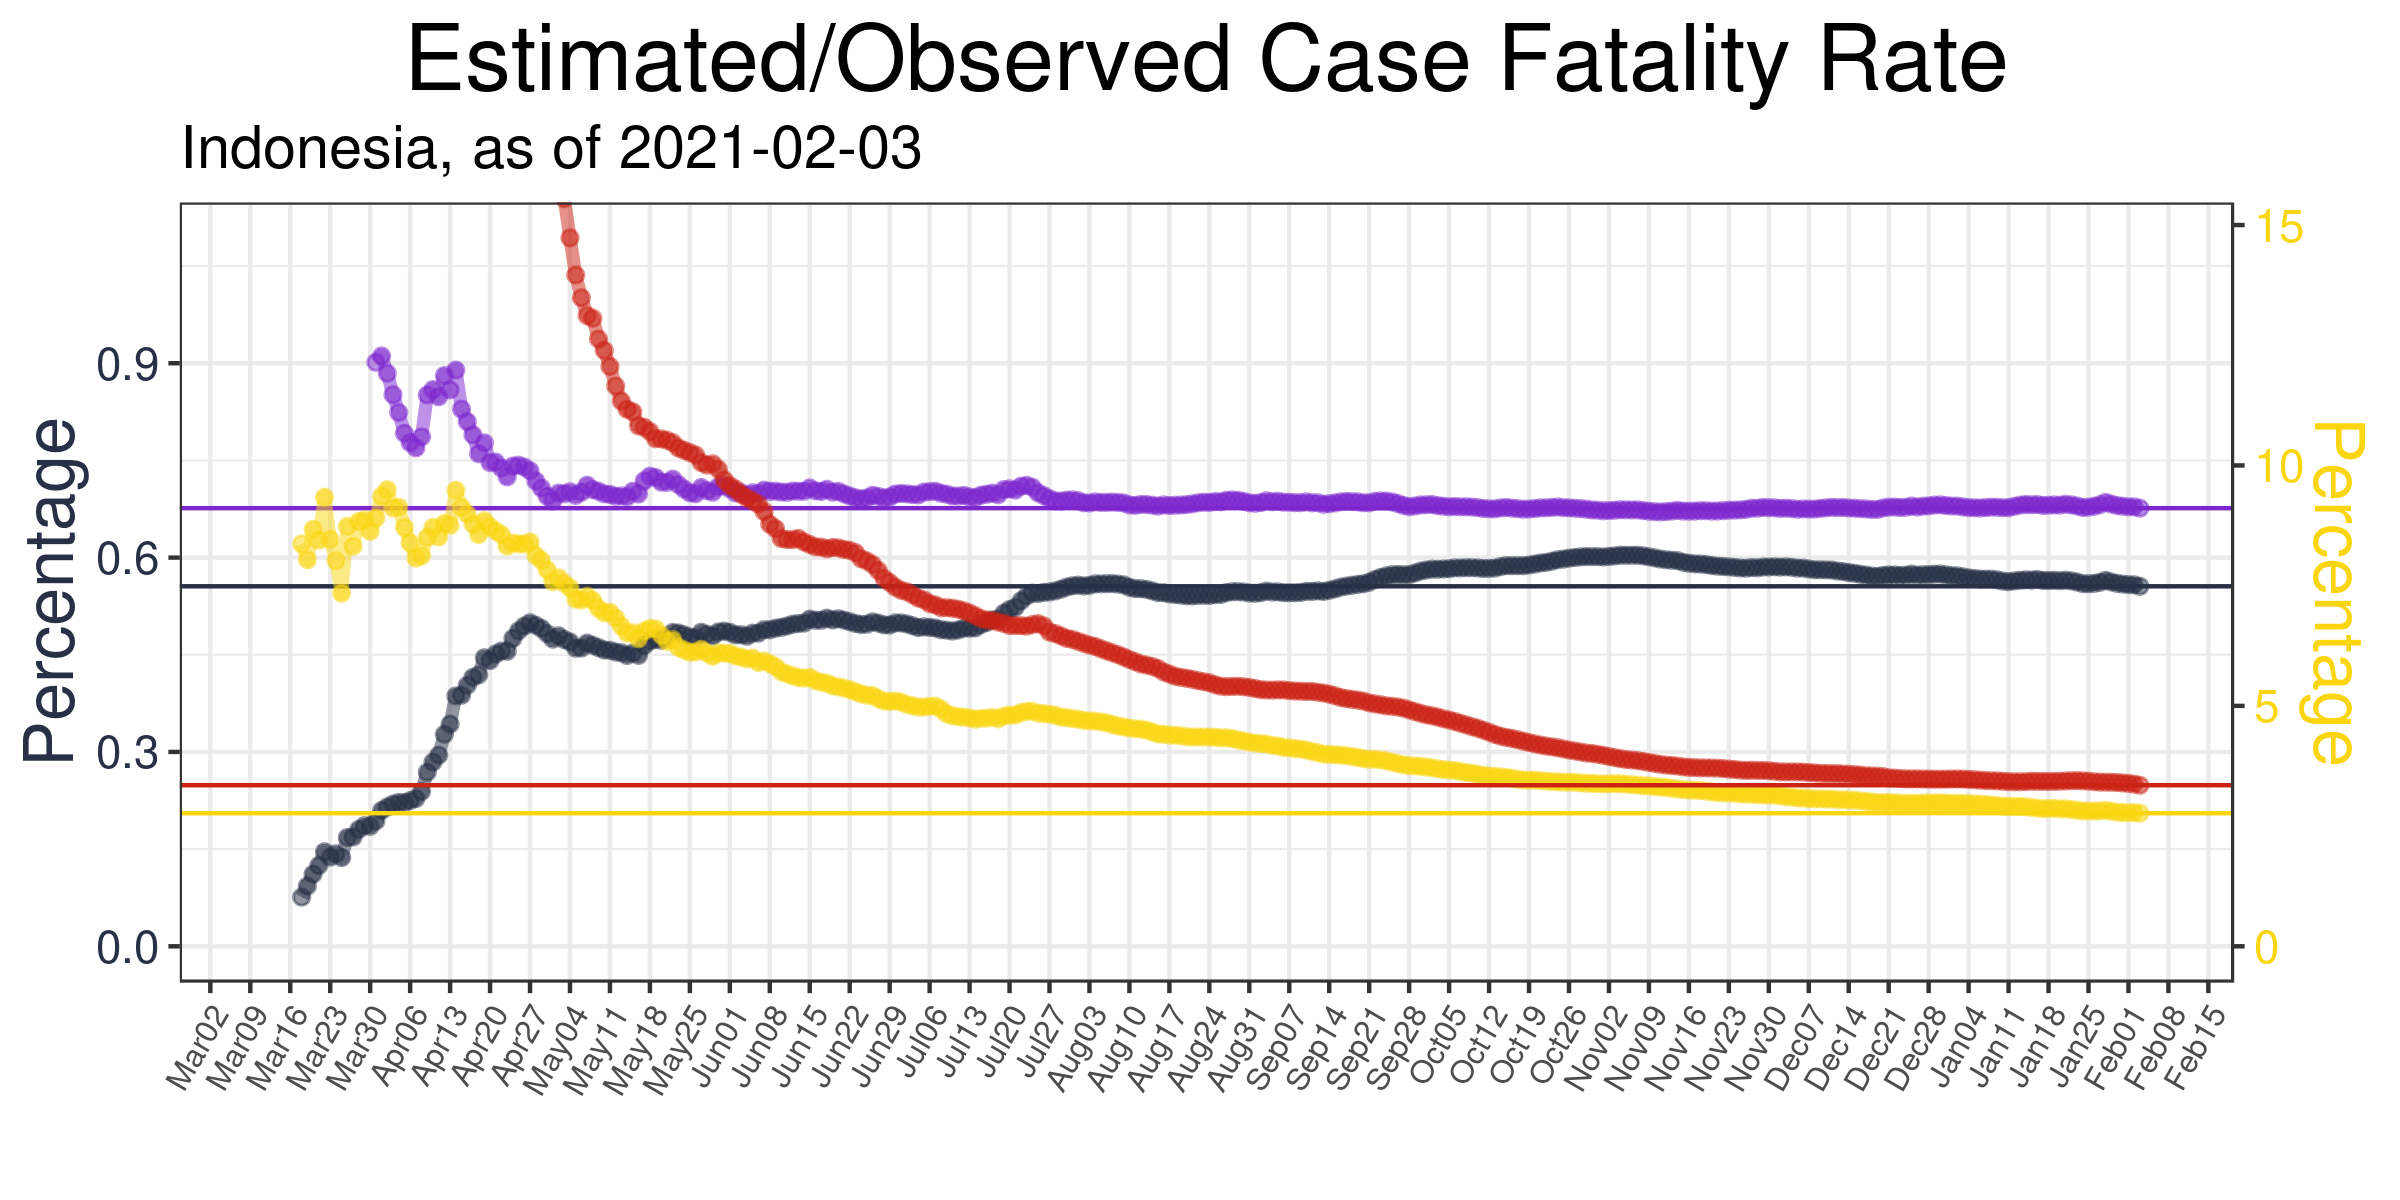 Estimated/Observed Case Fatality Rate
Indonesia, as of 2021-02-03
Percentage
0.9
0.6
0.3
0.0
15
10
5
0
Percentage
Mar02
Mar09
Mar16
Mar23
Mar30
Apr06
Apr13
Apr20
Apr27
May04
May11
May18
May25
Jun01
Jun08
Jun15
Jun22
Jun29
Jul06
Jul13
Jul20
Jul27
Aug03
Aug10
Aug17
Aug24
Aug31
Sep07
Sep14
Sep21
Sep28
Oct05
Oct12
Oct19
Oct26
Nov02
Nov09
Nov16
Nov23
Nov30
Dec07
Dec14
Dec21
Dec28
Jan04
Jan11
Jan18
Jan25
Feb01
Feb08
Feb15